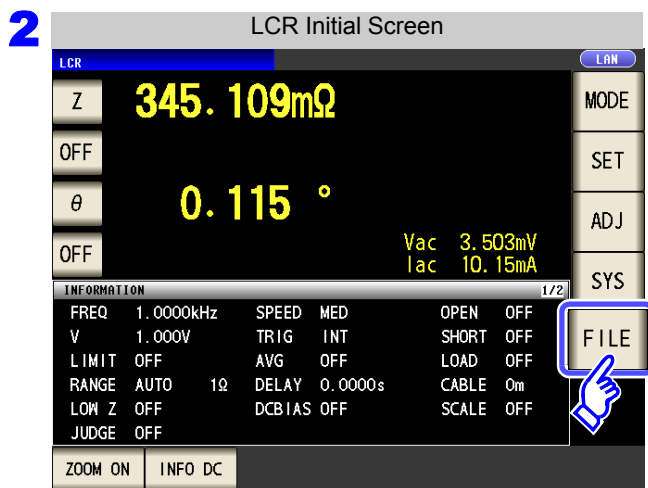 2
LCR Initial Screen
LCR
LAN
Z 345.109mΩ
MODE
OFF
SET
θ 0.115 °
ADJ
OFF
Vac 3.503mV
Iac 10.15mA
SYS
INFORMATION 1/2
FREQ 1.0000kHz SPEED MED OPEN OFF
V 1.000V TRIG INT SHORT OFF
FILE
LIMIT OFF AVG OFF LOAD OFF
RANGE AUTO 1Ω DELAY 0.0000s CABLE 0m
LOW Z OFF DCBIAS OFF SCALE OFF
JUDGE OFF
ZOOM ON INFO DC